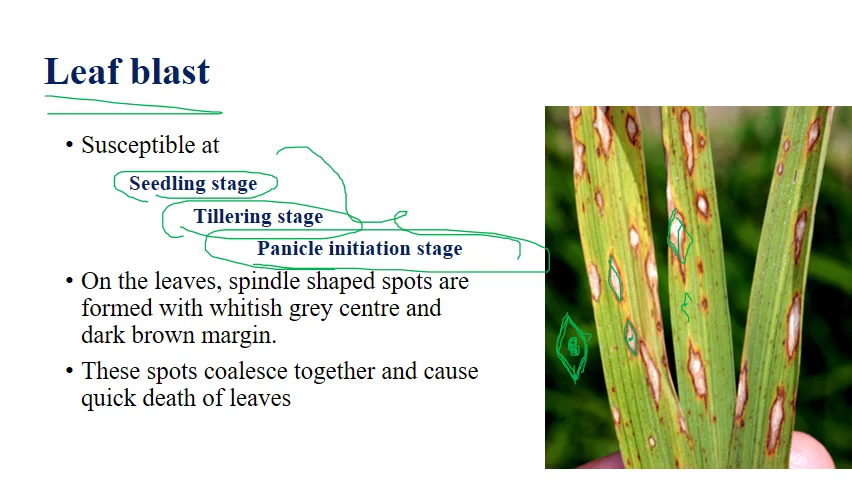 Leaf blast
• Susceptible at
Seedling stage
Tillering stage
Panicle initiation stage
• On the leaves, spindle shaped spots are
formed with whitish grey centre and
dark brown margin.
• These spots coalesce together and cause
quick death of leaves